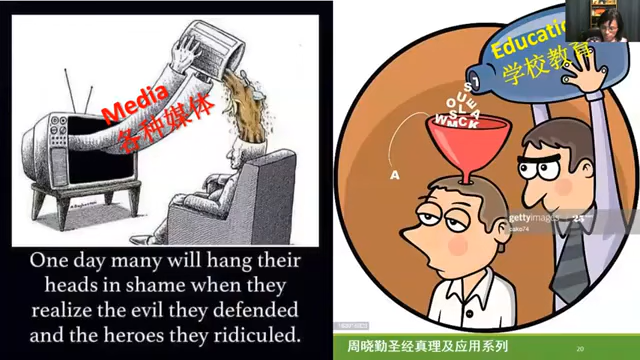 Media
各种媒体
One day many will hang their
heads in shame when they
realize the evil they defended
and the heroes they ridiculed.
Education
学校教育
A
gettyimages
cako74
周晓勤圣经真理及应用系列
20